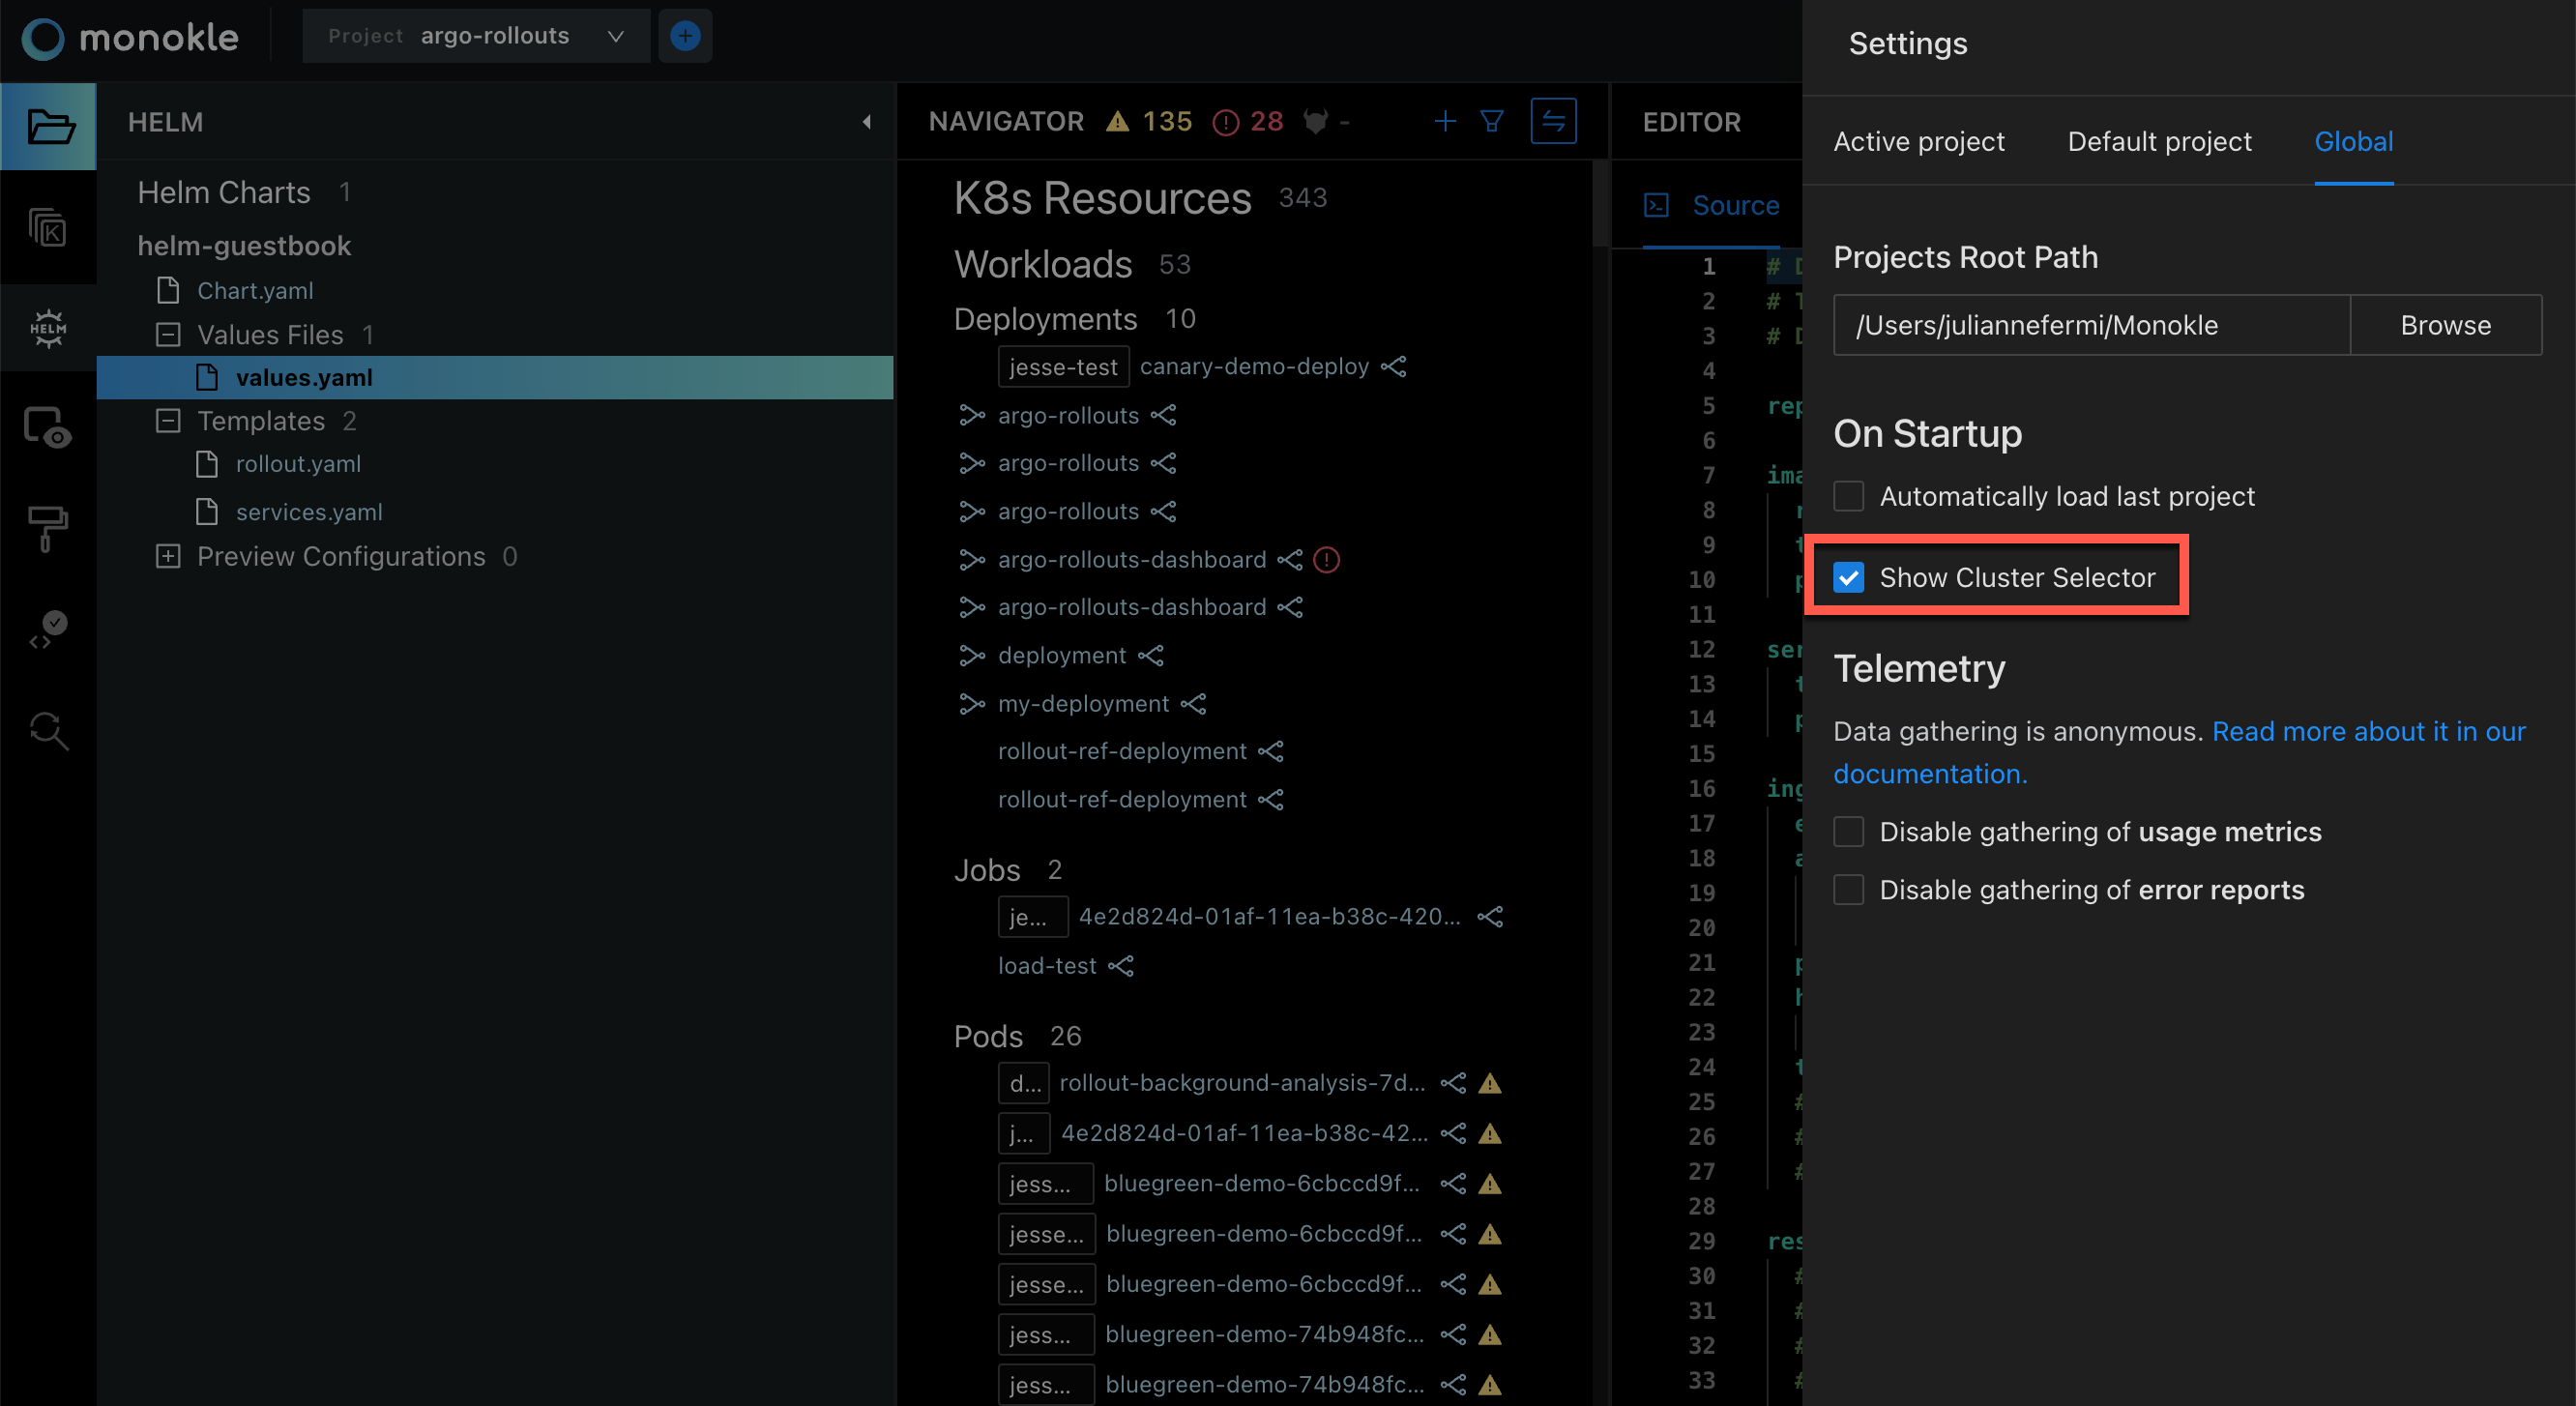 monokle
Project argo-rollouts
HELM
Helm Charts 1
helm-guestbook
Chart.yaml
Values Files 1
values.yaml
Templates 2
rollout.yaml
services.yaml
Preview Configurations 0
NAVIGATOR 135 28 -
K8s Resources 343
Workloads 53
Deployments 10
jesse-test canary-demo-deploy
argo-rollouts
argo-rollouts
argo-rollouts
argo-rollouts-dashboard
argo-rollouts-dashboard
deployment
my-deployment
rollout-ref-deployment
rollout-ref-deployment
Jobs 2
je... 4e2d824d-01af-11ea-b38c-420...
load-test
Pods 26
d... rollout-background-analysis-7d...
j... 4e2d824d-01af-11ea-b38c-42...
jess... bluegreen-demo-6cbccd9f...
jesse... bluegreen-demo-6cbccd9f...
jesse... bluegreen-demo-6cbccd9f...
jess... bluegreen-demo-74b948fc...
jess... bluegreen-demo-74b948fc...
EDITOR
Source
1 #
2 #
3 #
4
5 rep
6
7 ima
8
9
10
11
12 ser
13
14
15
16 ing
17
18
19
20
21
22
23
24
25 #
26 #
27 #
28
29 res
30 #
31 #
32 #
33 #
Settings
Active project Default project Global
Projects Root Path
/Users/juliannefermi/Monokle Browse
On Startup
Automatically load last project
Show Cluster Selector
Telemetry
Data gathering is anonymous. Read more about it in our
documentation.
Disable gathering of usage metrics
Disable gathering of error reports